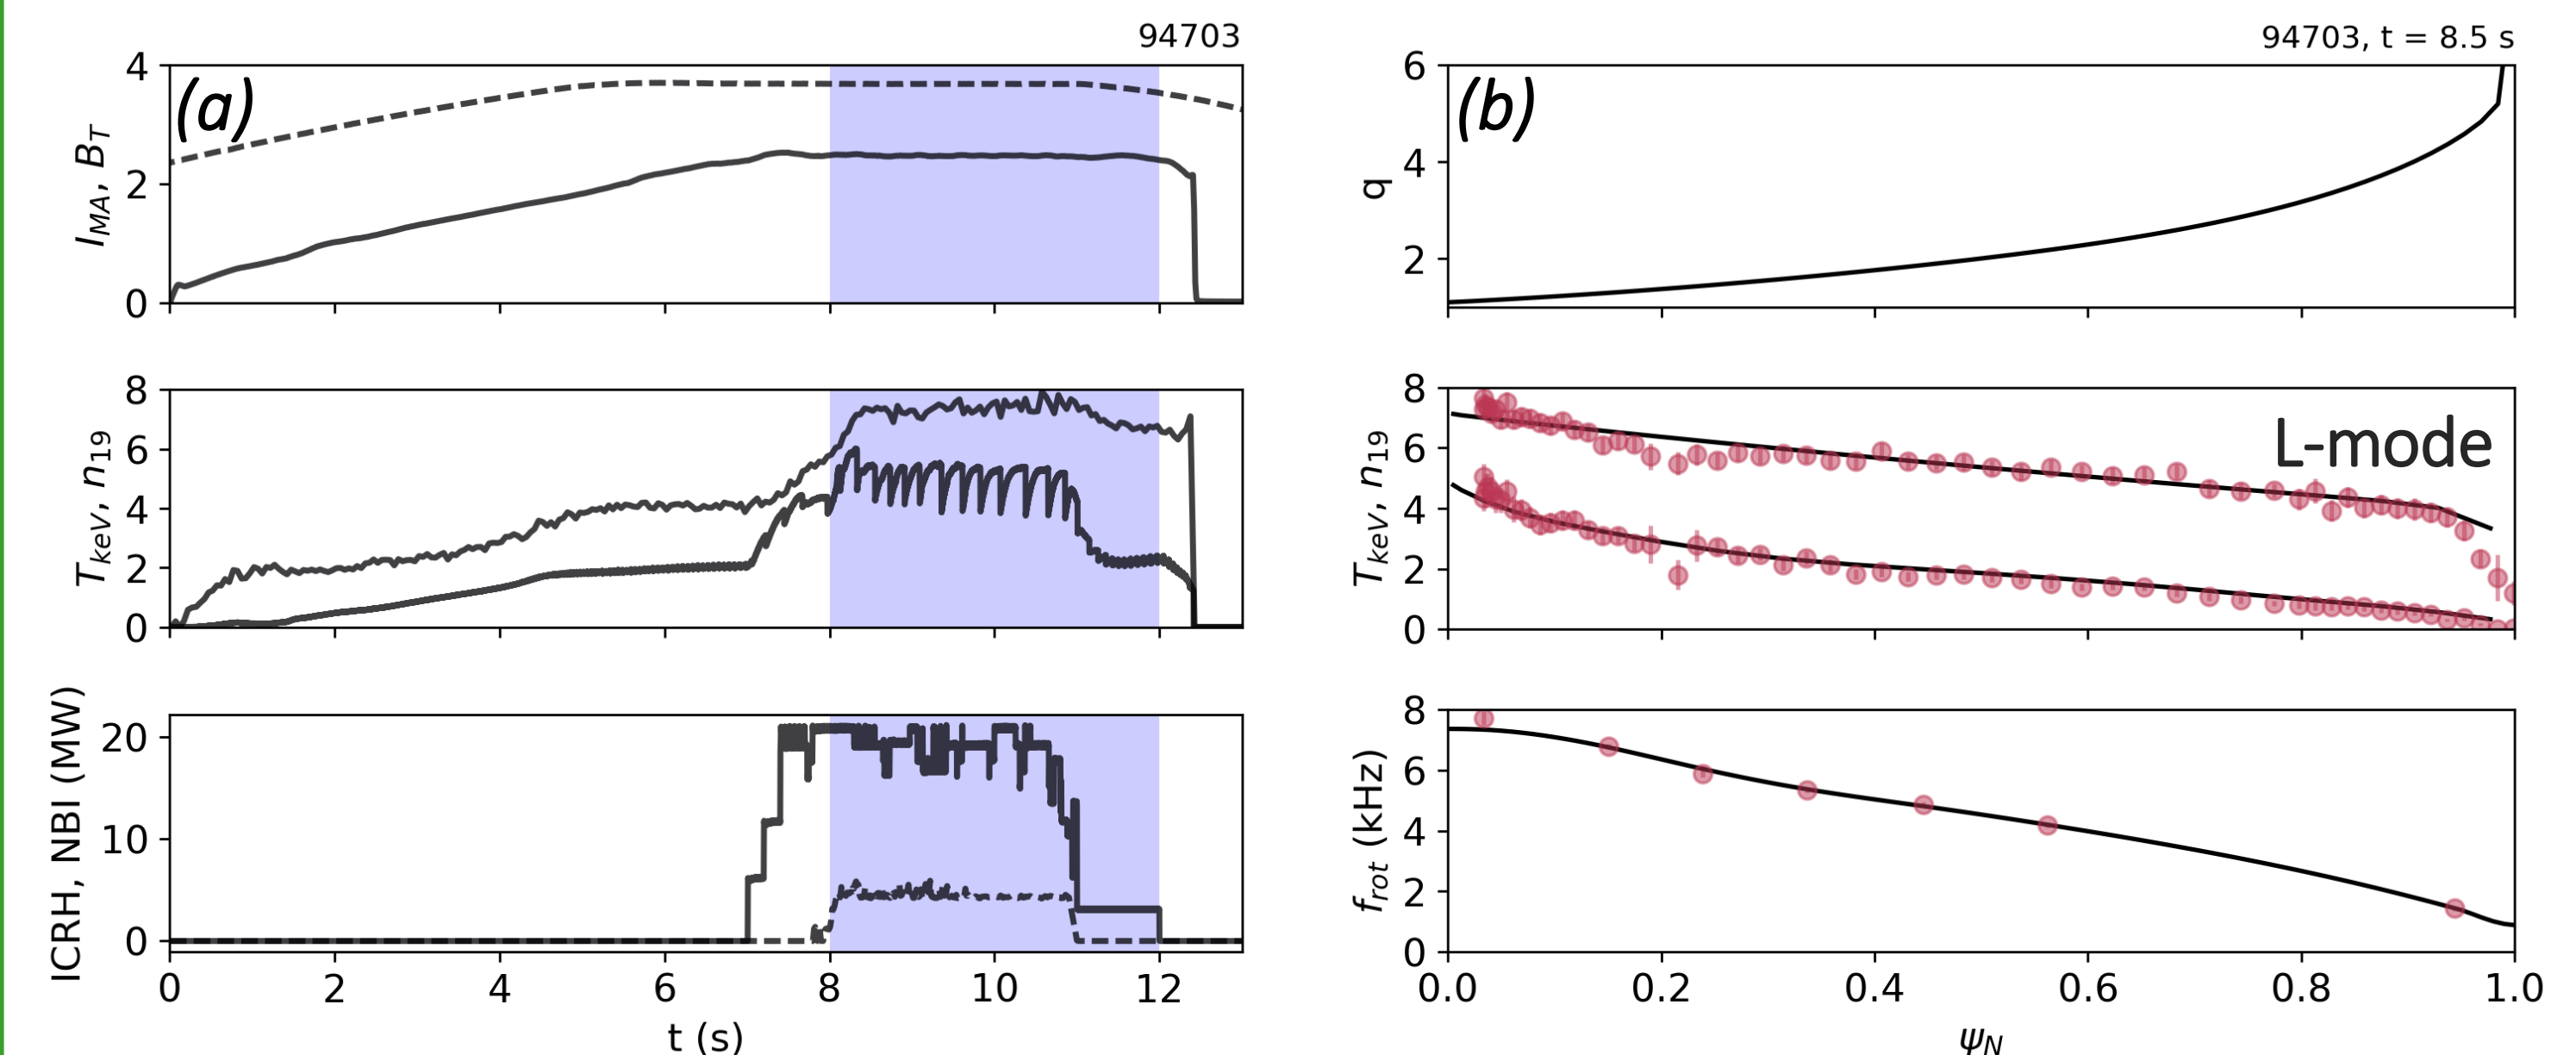 94703
(a)
I_MA, B_T
4
2
0
T_keV, n_19
8
6
4
2
0
ICRH, NBI (MW)
20
10
0
0 2 4 6 8 10 12
t (s)
94703, t = 8.5 s
(b)
q
6
4
2
L-mode
T_keV, n_19
8
6
4
2
0
f_rot (kHz)
8
6
4
2
0
0.0 0.2 0.4 0.6 0.8 1.0
ψ_N